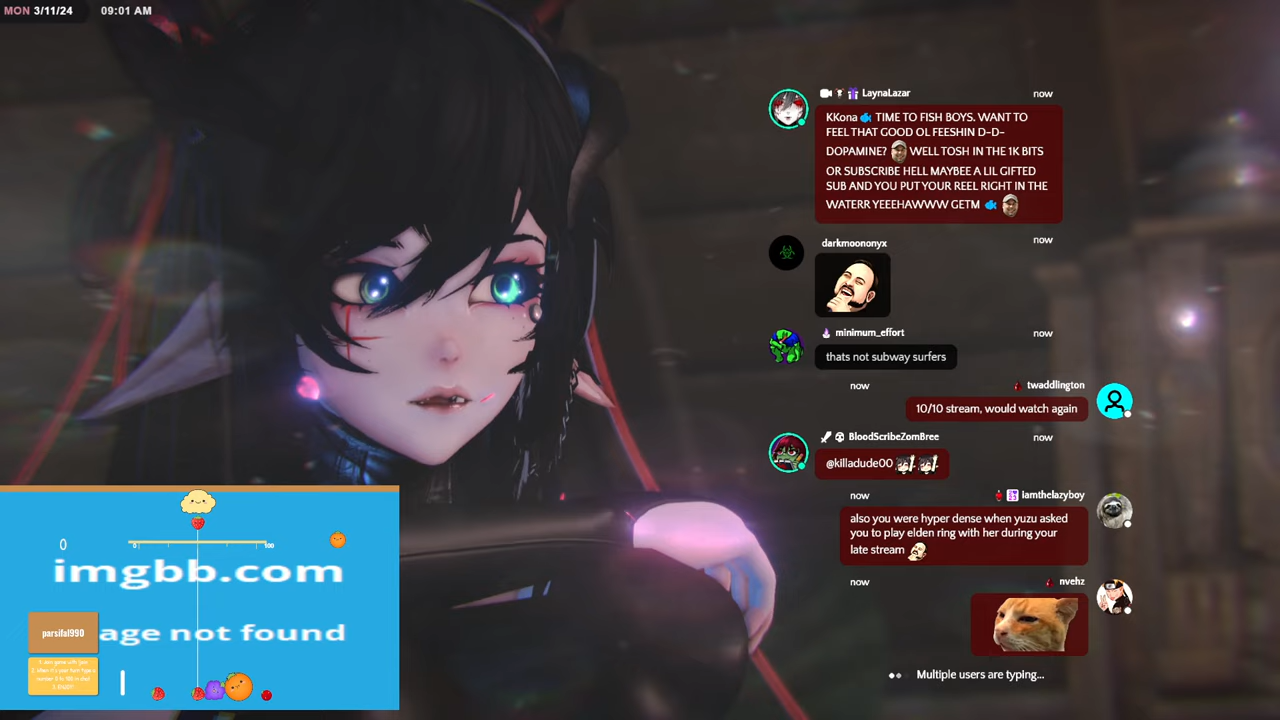 MON 3/11/24 09:01 AM
LaynaLazar now
KKona TIME TO FISH BOYS. WANT TO
FEEL THAT GOOD OL FEESHIN D-D-
DOPAMINE? WELL TOSH IN THE 1K BITS
OR SUBSCRIBE HELL MAYBEE A LIL GIFTED
SUB AND YOU PUT YOUR REEL RIGHT IN THE
WATERR YEEEHAWWW GETM
darkmoononyx now
minimum_effort now
thats not subway surfers
now twaddlington
10/10 stream, would watch again
BloodScribeZomBree now
@killadude00
now iamthelazyboy
also you were hyper dense when yuzu asked
you to play elden ring with her during your
late stream
now nvehz
Multiple users are typing...
0
0 100
imgbb.com
age not found
parsifal990